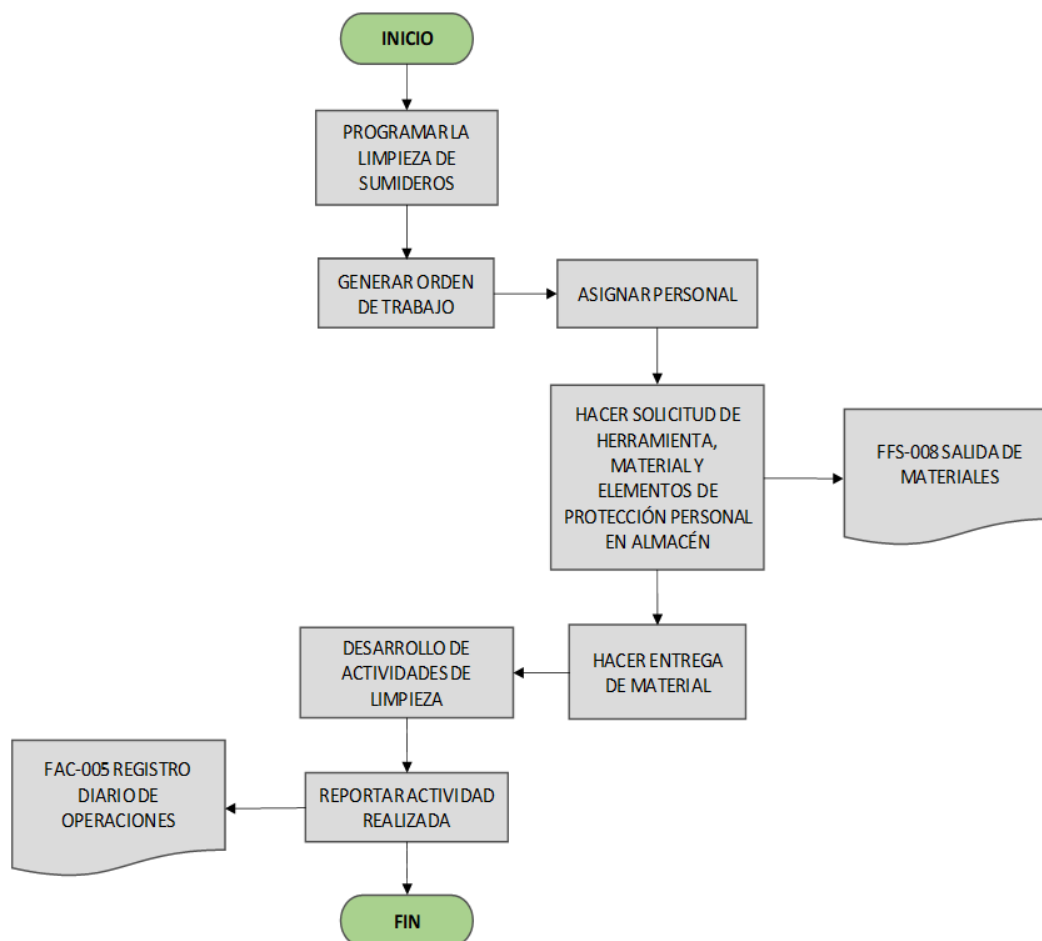 INICIO
PROGRAMAR LA
LIMPIEZA DE
SUMIDEROS
GENERAR ORDEN
DE TRABAJO
ASIGNAR PERSONAL
HACER SOLICITUD DE
HERRAMIENTA,
MATERIAL Y
ELEMENTOS DE
PROTECCIÓN PERSONAL
EN ALMACÉN
FFS-008 SALIDA DE
MATERIALES
HACER ENTREGA
DE MATERIAL
DESARROLLO DE
ACTIVIDADES DE
LIMPIEZA
REPORTAR ACTIVIDAD
REALIZADA
FAC-005 REGISTRO
DIARIO DE
OPERACIONES
FIN